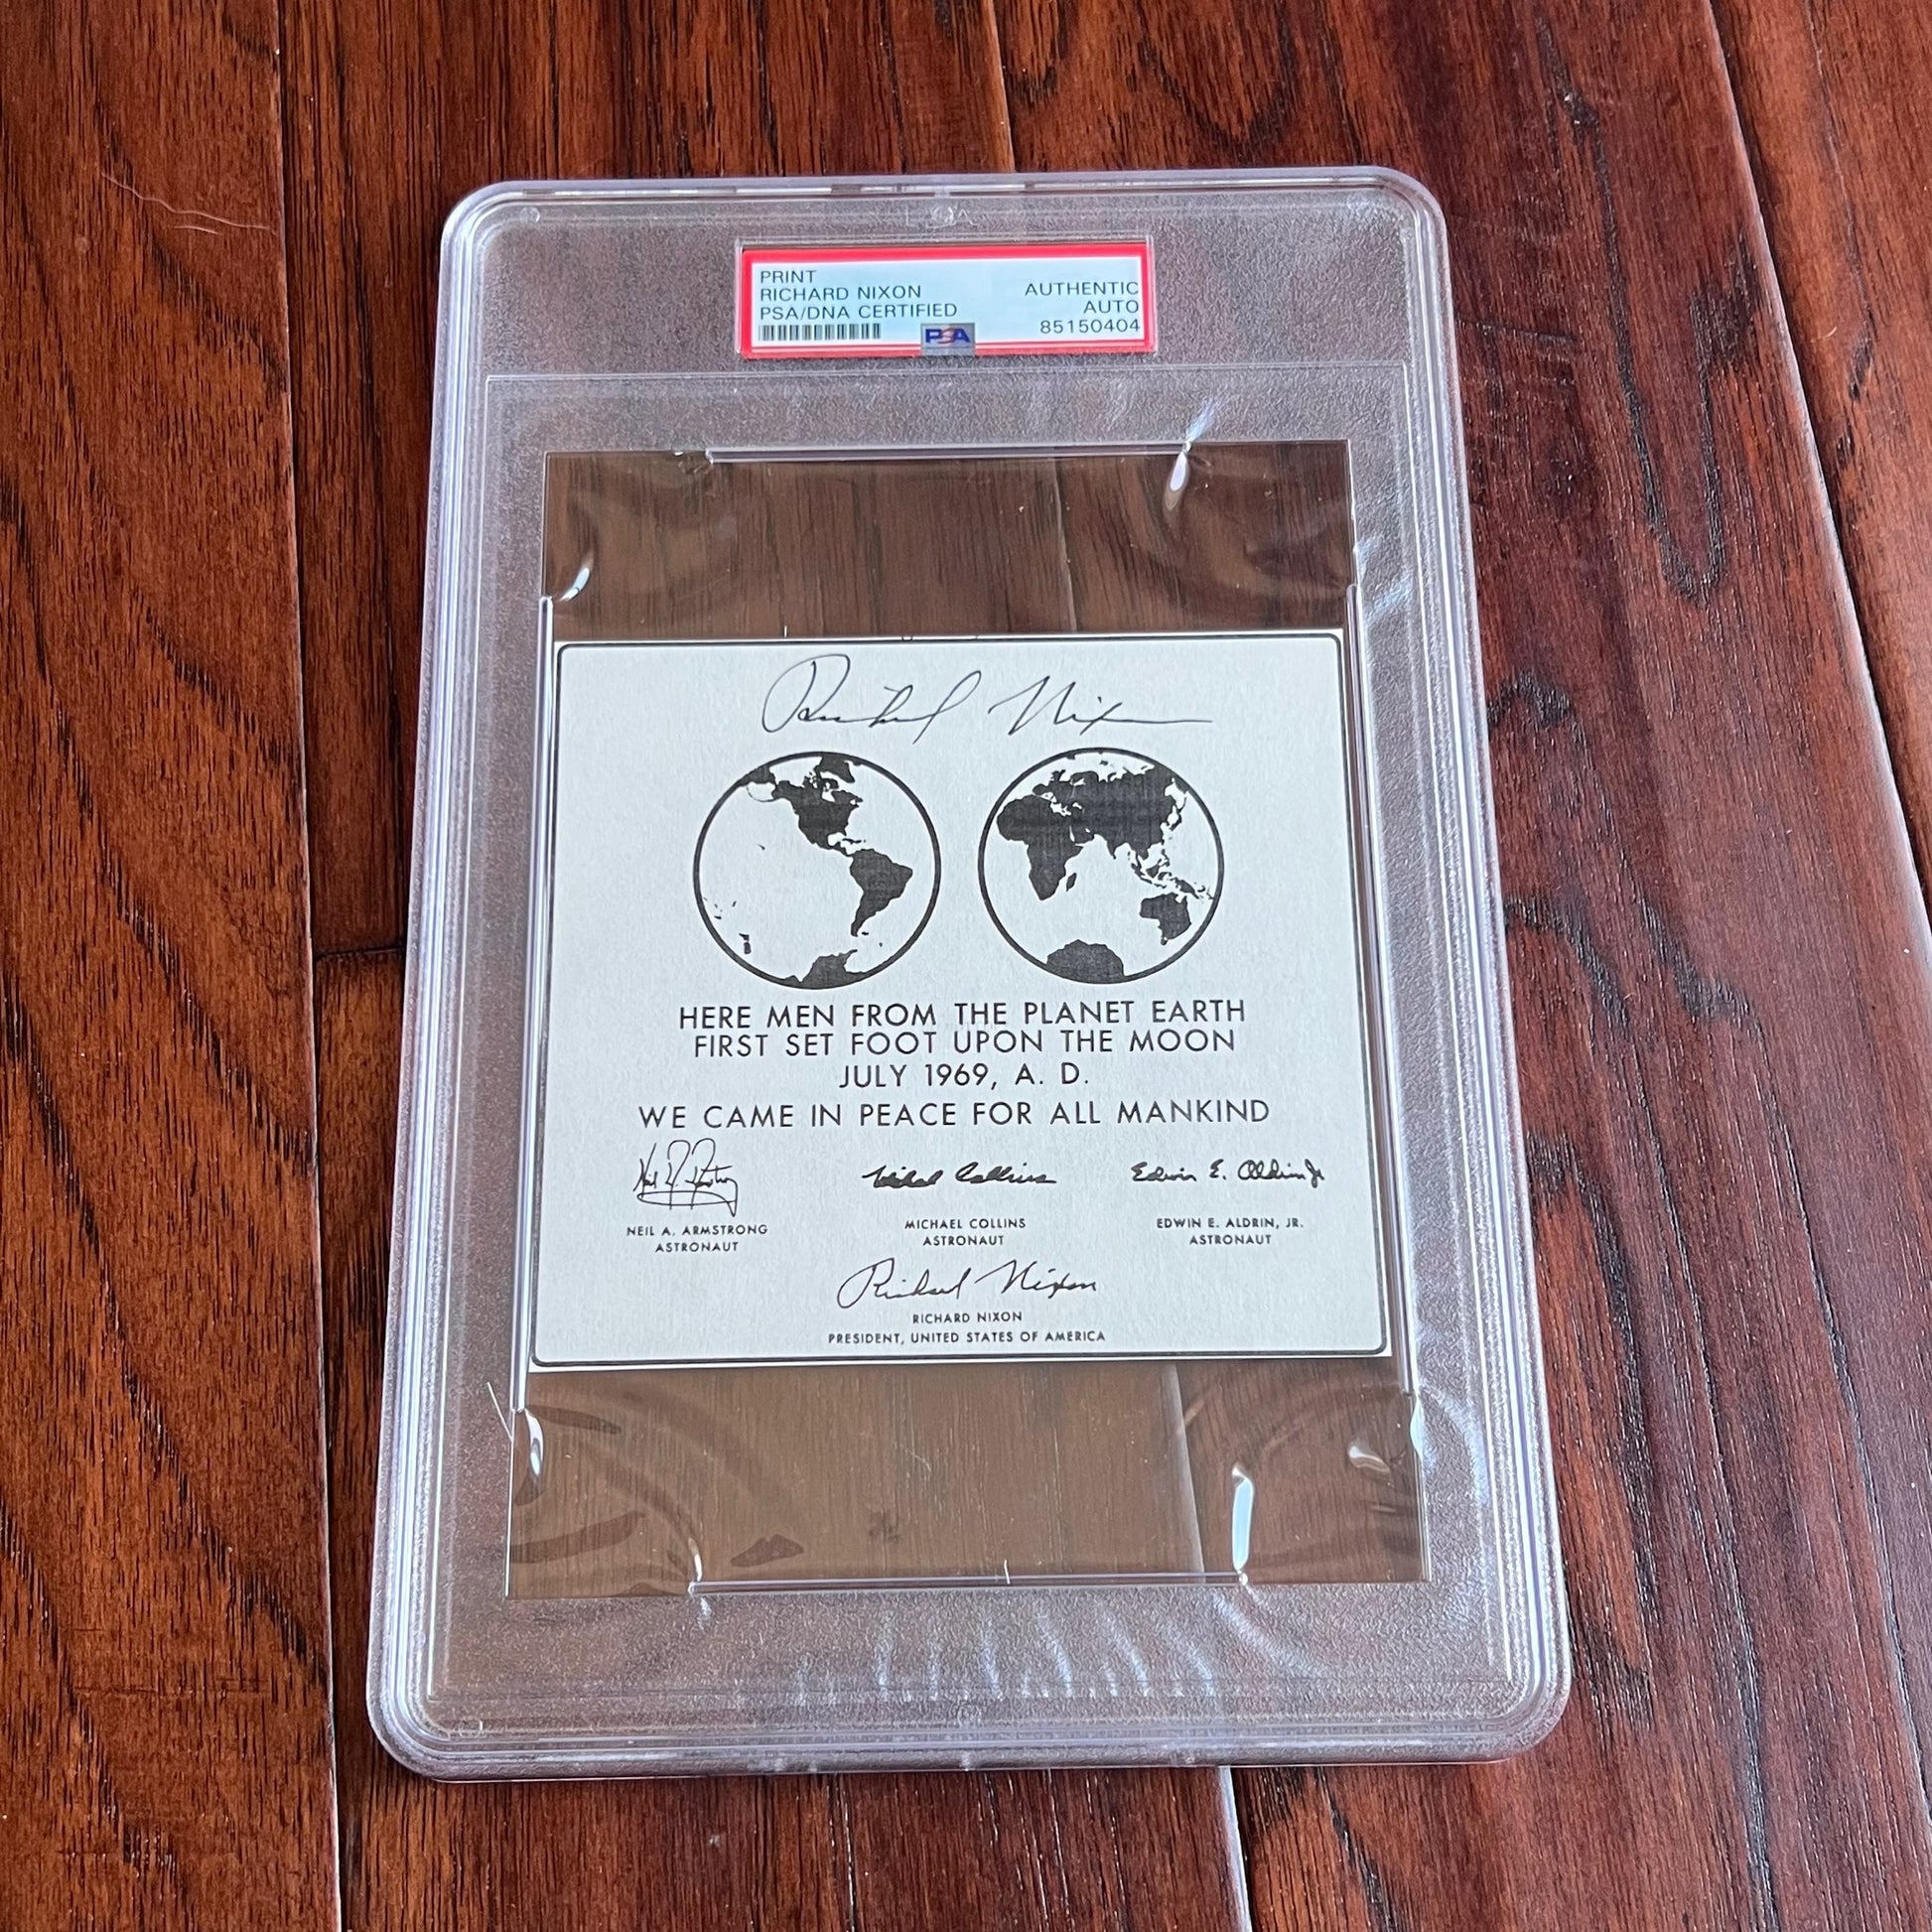 PRINT
RICHARD NIXON
PSA/DNA CERTIFIED
AUTHENTIC
AUTO
85150404
PSA
Richard Nixon
HERE MEN FROM THE PLANET EARTH
FIRST SET FOOT UPON THE MOON
JULY 1969, A. D.
WE CAME IN PEACE FOR ALL MANKIND
Neil A. Armstrong
Michael Collins
Edwin E. Aldrin Jr
NEIL A. ARMSTRONG
ASTRONAUT
MICHAEL COLLINS
ASTRONAUT
EDWIN E. ALDRIN, JR.
ASTRONAUT
Richard Nixon
RICHARD NIXON
PRESIDENT, UNITED STATES OF AMERICA